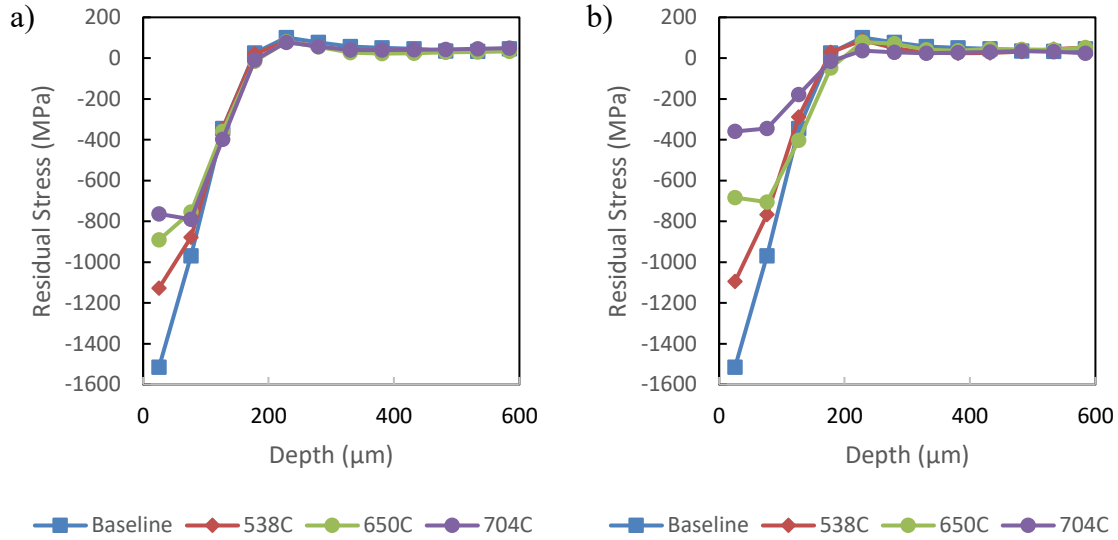 a)
200
0
-200
-400
-600
-800
-1000
-1200
-1400
-1600
Residual Stress (MPa)
0 200 400 600
Depth (µm)
Baseline 538C 650C 704C
b)
200
0
-200
-400
-600
-800
-1000
-1200
-1400
-1600
Residual Stress (MPa)
0 200 400 600
Depth (µm)
Baseline 538C 650C 704C